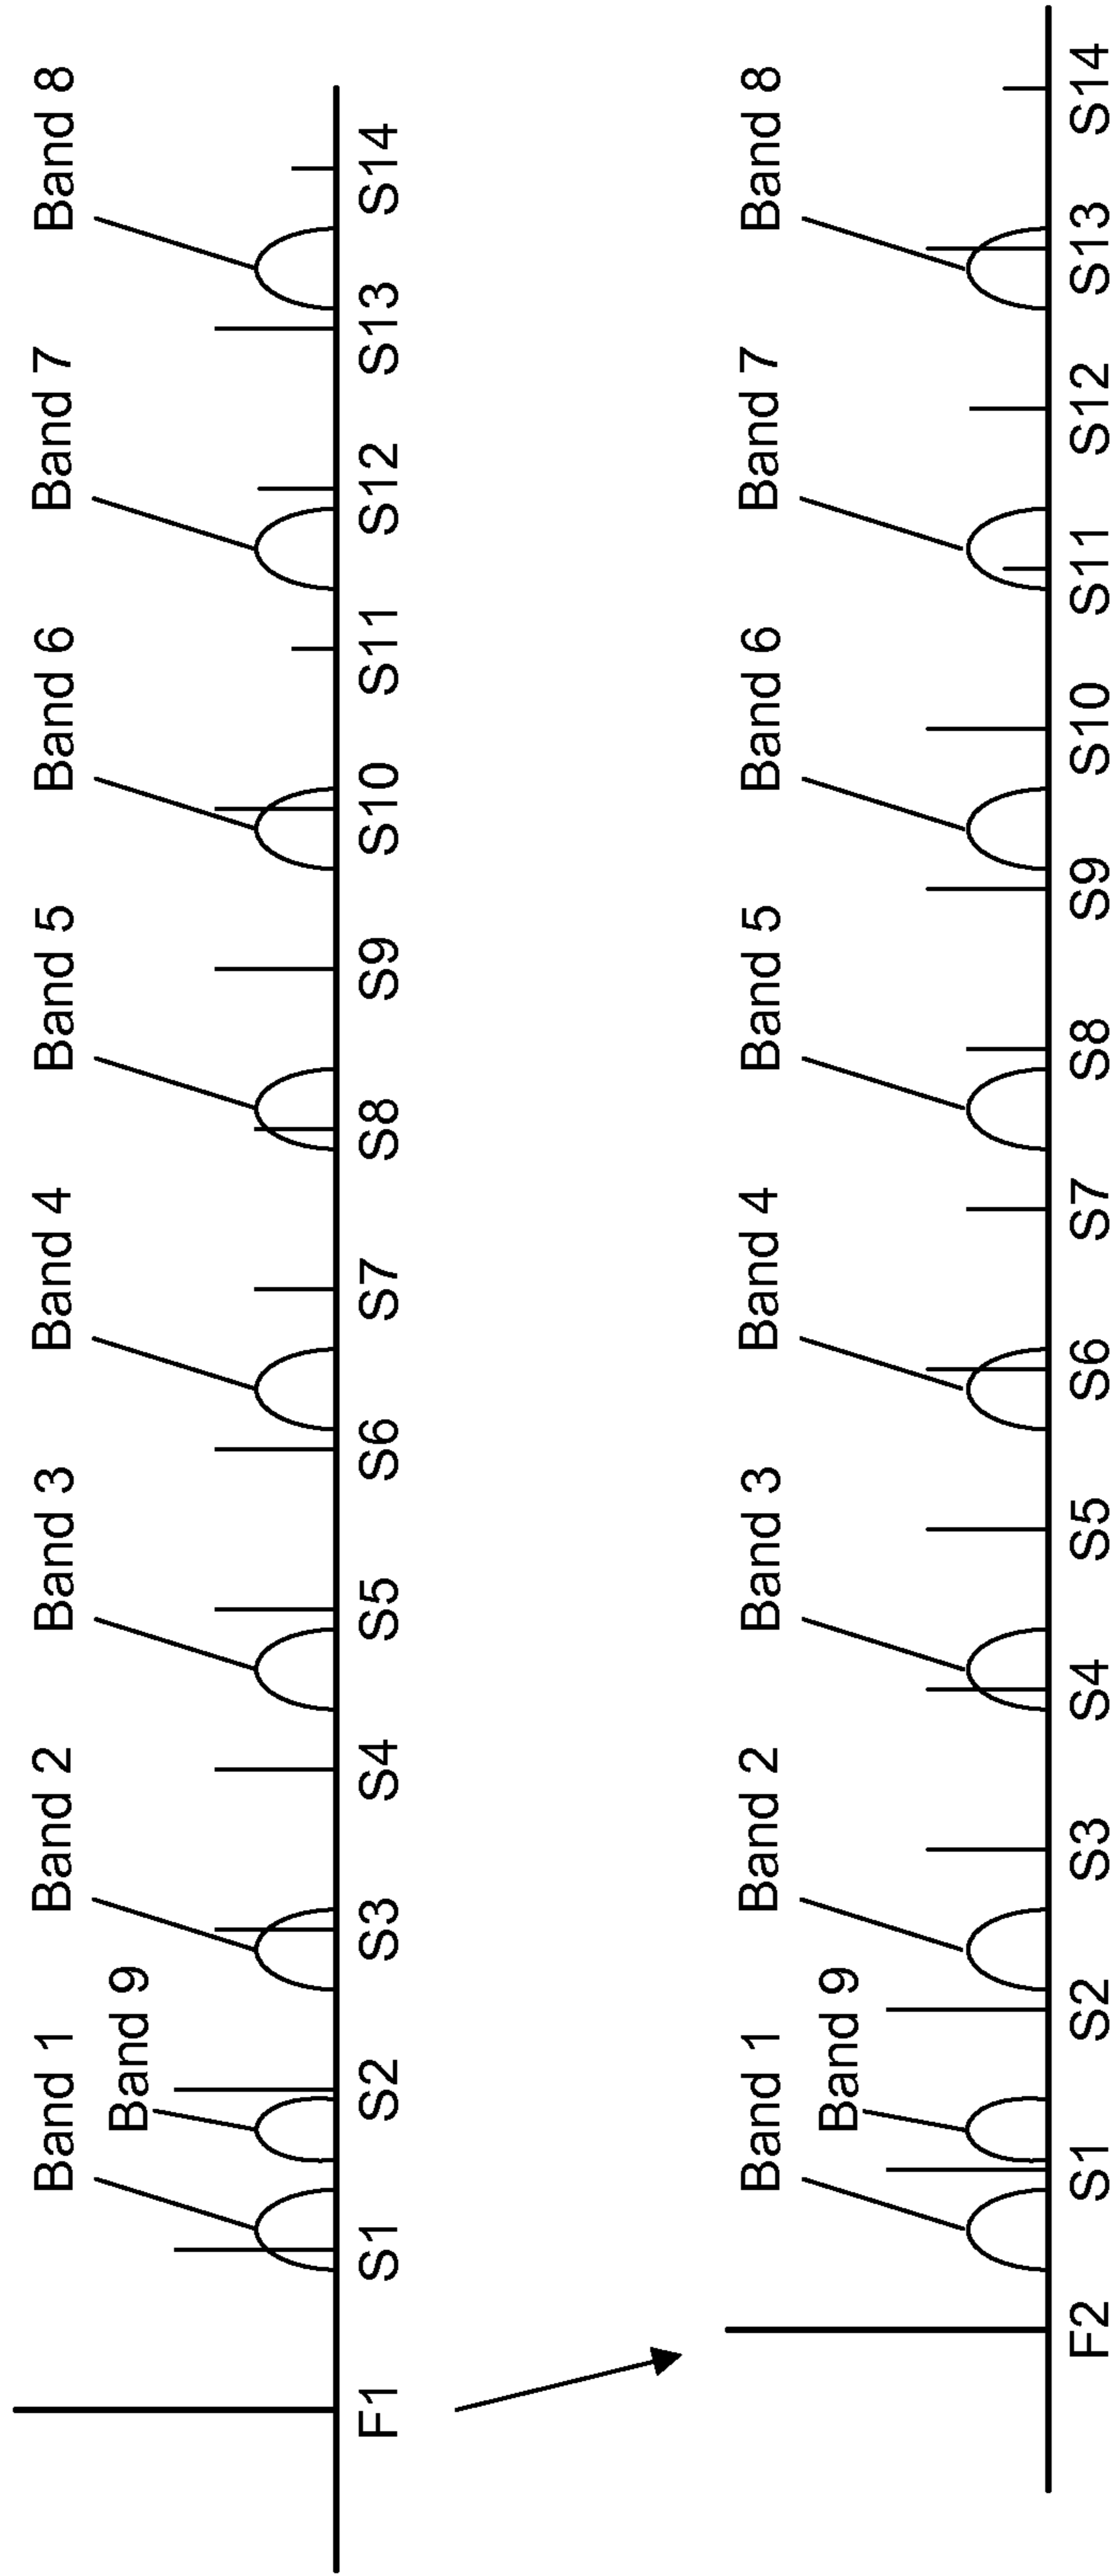 Band 1 Band 2 Band 3 Band 4 Band 5 Band 6 Band 7 Band 8
Band 9
F1 S1 S2 S3 S4 S5 S6 S7 S8 S9 S10 S11 S12 S13 S14
Band 1 Band 2 Band 3 Band 4 Band 5 Band 6 Band 7 Band 8
Band 9
F2 S1 S2 S3 S4 S5 S6 S7 S8 S9 S10 S11 S12 S13 S14